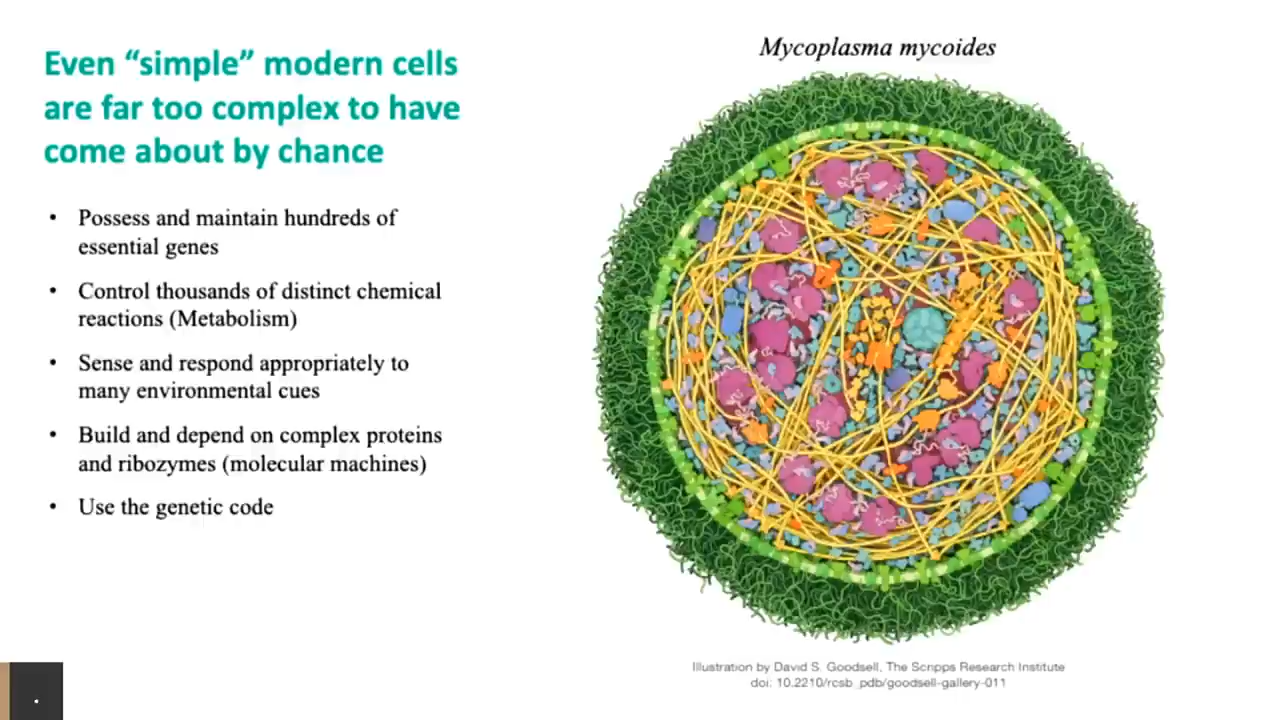 Even “simple” modern cells
are far too complex to have
come about by chance
• Possess and maintain hundreds of
essential genes
• Control thousands of distinct chemical
reactions (Metabolism)
• Sense and respond appropriately to
many environmental cues
• Build and depend on complex proteins
and ribozymes (molecular machines)
• Use the genetic code
Mycoplasma mycoides
Illustration by David S. Goodsell, The Scripps Research Institute
doi: 10.2210/rcsb_pdb/goodsell-gallery-011